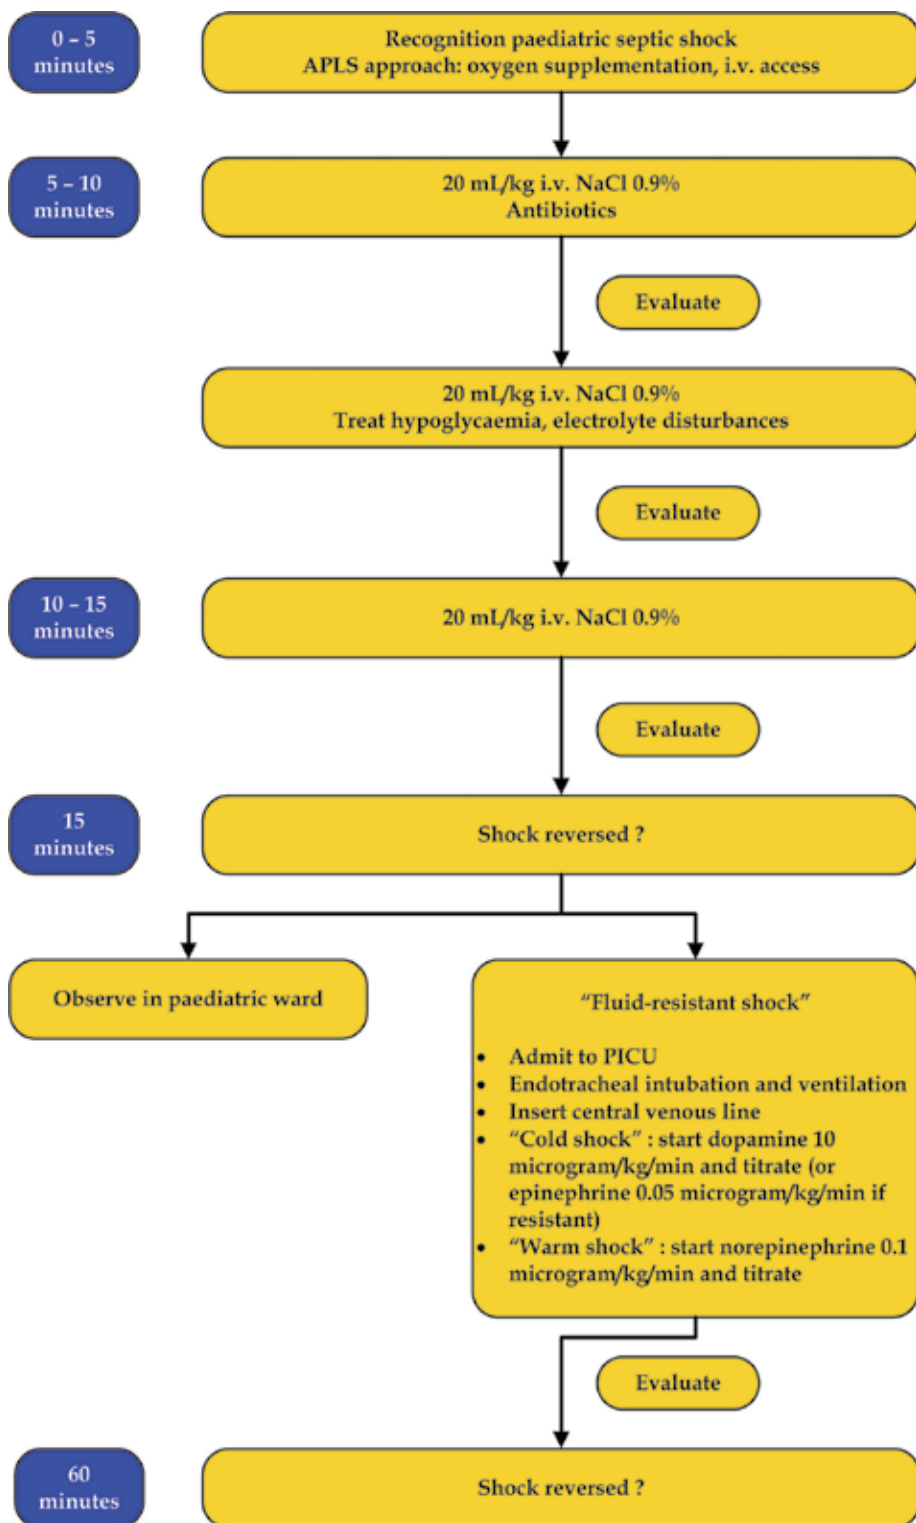 0 – 5
minutes
Recognition paediatric septic shock
APLS approach: oxygen supplementation, i.v. access
5 – 10
minutes
20 mL/kg i.v. NaCl 0.9%
Antibiotics
Evaluate
20 mL/kg i.v. NaCl 0.9%
Treat hypoglycaemia, electrolyte disturbances
Evaluate
10 – 15
minutes
20 mL/kg i.v. NaCl 0.9%
Evaluate
15
minutes
Shock reversed ?
Observe in paediatric ward
“Fluid-resistant shock”
• Admit to PICU
• Endotracheal intubation and ventilation
• Insert central venous line
• “Cold shock” : start dopamine 10
microgram/kg/min and titrate (or
epinephrine 0.05 microgram/kg/min if
resistant)
• “Warm shock” : start norepinephrine 0.1
microgram/kg/min and titrate
Evaluate
60
minutes
Shock reversed ?